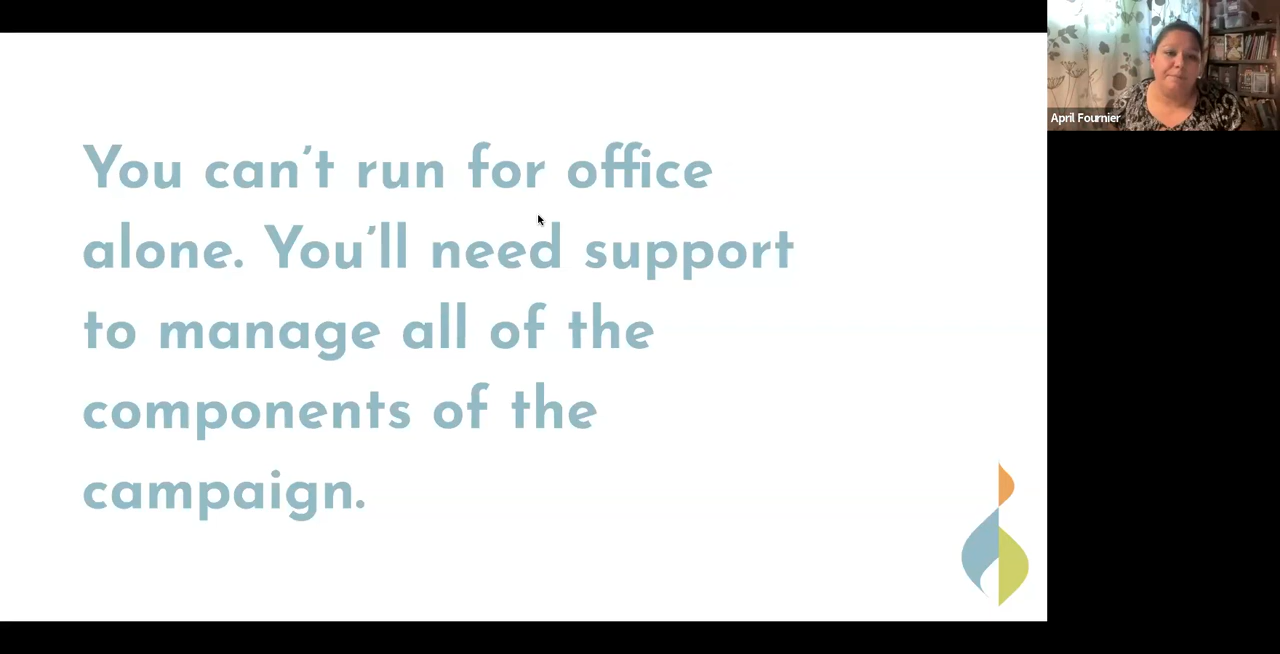 You can’t run for office
alone. You’ll need support
to manage all of the
components of the
campaign.
April Fournier